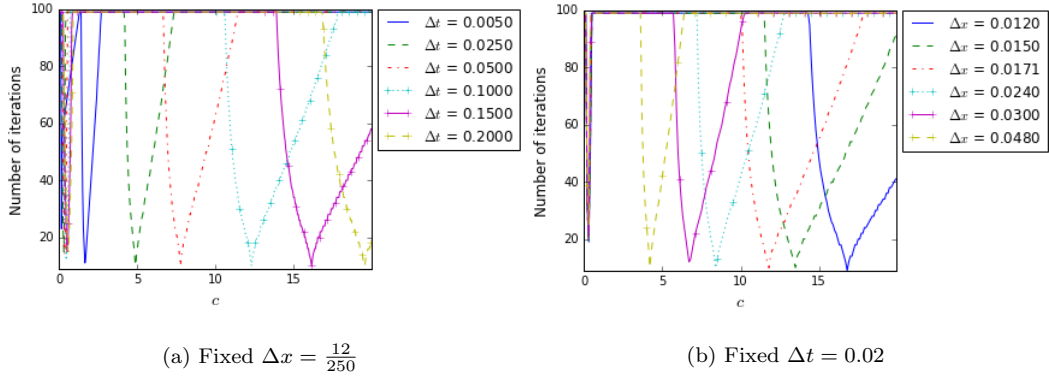 100
80
60
40
20
0
5
10
15
Number of iterations
c
Δt = 0.0050
Δt = 0.0250
Δt = 0.0500
Δt = 0.1000
Δt = 0.1500
Δt = 0.2000
(a) Fixed Δx = 12/250
100
80
60
40
20
0
5
10
15
Number of iterations
c
Δx = 0.0120
Δx = 0.0150
Δx = 0.0171
Δx = 0.0240
Δx = 0.0300
Δx = 0.0480
(b) Fixed Δt = 0.02